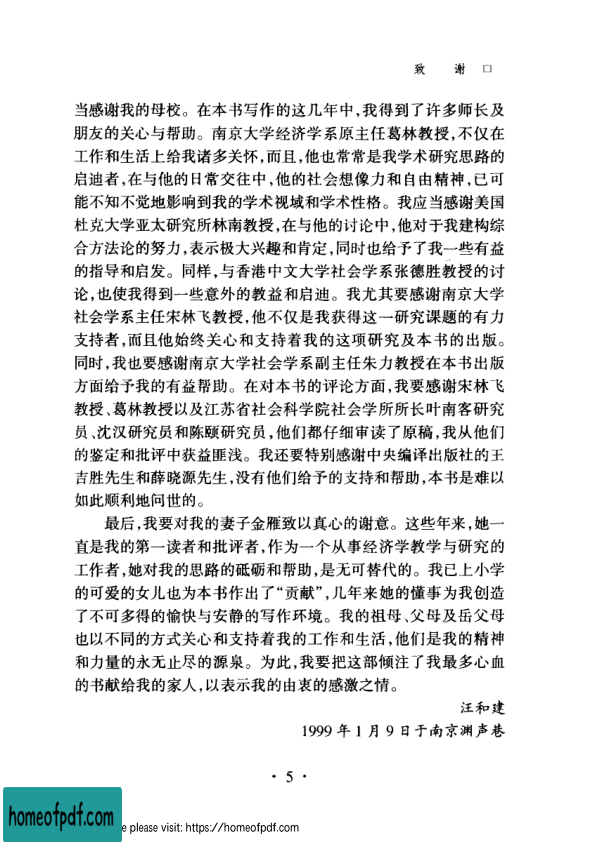 致 谢 □
当感谢我的母校。在本书写作的这几年中,我得到了许多师长及
朋友的关心与帮助。南京大学经济学系原主任葛林教授,不仅在
工作和生活上给我诸多关怀,而且,他也常常是我学术研究思路的
启迪者,在与他的日常交往中,他的社会想像力和自由精神,已可
能不知不觉地影响到我的学术视域和学术性格。我应当感谢美国
杜克大学亚太研究所林南教授,在与他的讨论中,他对于我建构综
合方法论的努力,表示极大兴趣和肯定,同时也给予了我一些有益
的指导和启发。同样,与香港中文大学社会学系张德胜教授的讨
论,也使我得到一些意外的教益和启迪。我尤其要感谢南京大学
社会学系主任宋林飞教授,他不仅是我获得这一研究课题的有力
支持者,而且他始终关心和支持着我的这项研究及本书的出版。
同时,我也要感谢南京大学社会学系副主任朱力教授在本书出版
方面给予我的有益帮助。在对本书的评论方面,我要感谢宋林飞
教授、葛林教授以及江苏省社会科学院社会学所所长叶南客研究
员、沈汉研究员和陈颐研究员,他们都仔细审读了原稿,我从他们
的鉴定和批评中获益匪浅。我还要特别感谢中央编译出版社的王
吉胜先生和薛晓源先生,没有他们给予的支持和帮助,本书是难以
如此顺利地问世的。
最后,我要对我的妻子金雁致以真心的谢意。这些年来,她一
直是我的第一读者和批评者,作为一个从事经济学教学与研究的
工作者,她对我的思路的砥砺和帮助,是无可替代的。我已上小学
的可爱的女儿也为本书作出了“贡献”,几年来她的懂事为我创造
了不可多得的愉快与安静的写作环境。我的祖母、父母及岳父母
也以不同的方式关心和支持着我的工作和生活,他们是我的精神
和力量的永无止尽的源泉。为此,我要把这部倾注了我最多心血
的书献给我的家人,以表示我的由衷的感激之情。
汪和建
1999 年 1 月 9 日于南京渊声巷
· 5 ·
homeofpdf.com
e please visit: https://homeofpdf.com